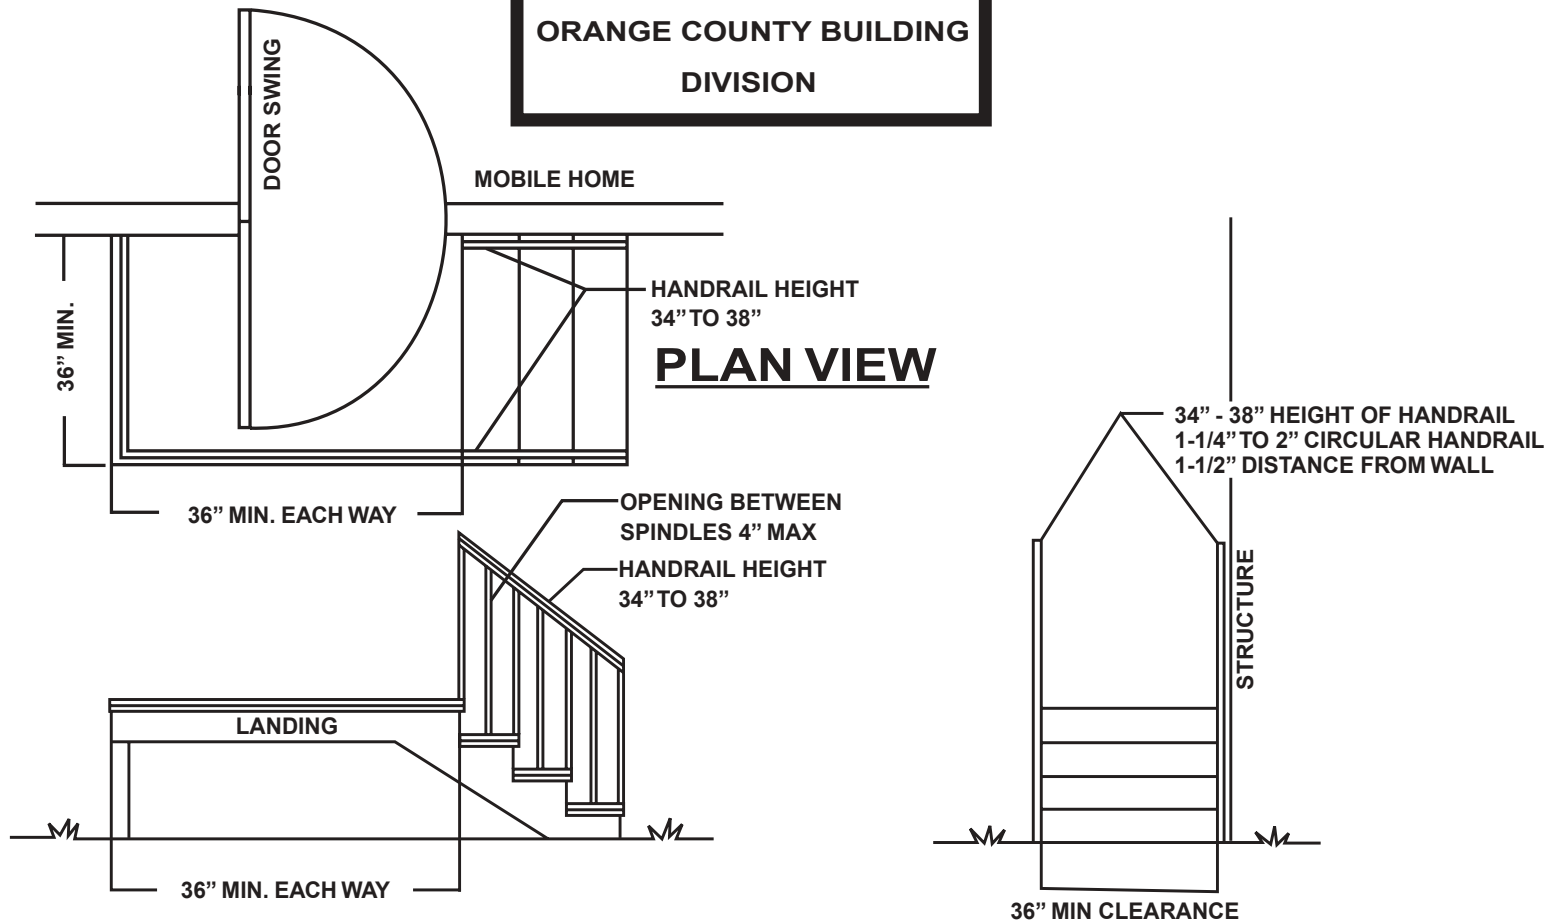 ORANGE COUNTY BUILDING
DIVISION
DOOR SWING
MOBILE HOME
36” MIN.
HANDRAIL HEIGHT
34” TO 38”
PLAN VIEW
36” MIN. EACH WAY
34” - 38” HEIGHT OF HANDRAIL
1-1/4” TO 2” CIRCULAR HANDRAIL
1-1/2” DISTANCE FROM WALL
OPENING BETWEEN
SPINDLES 4” MAX
HANDRAIL HEIGHT
34” TO 38”
STRUCTURE
LANDING
36” MIN. EACH WAY
36” MIN CLEARANCE